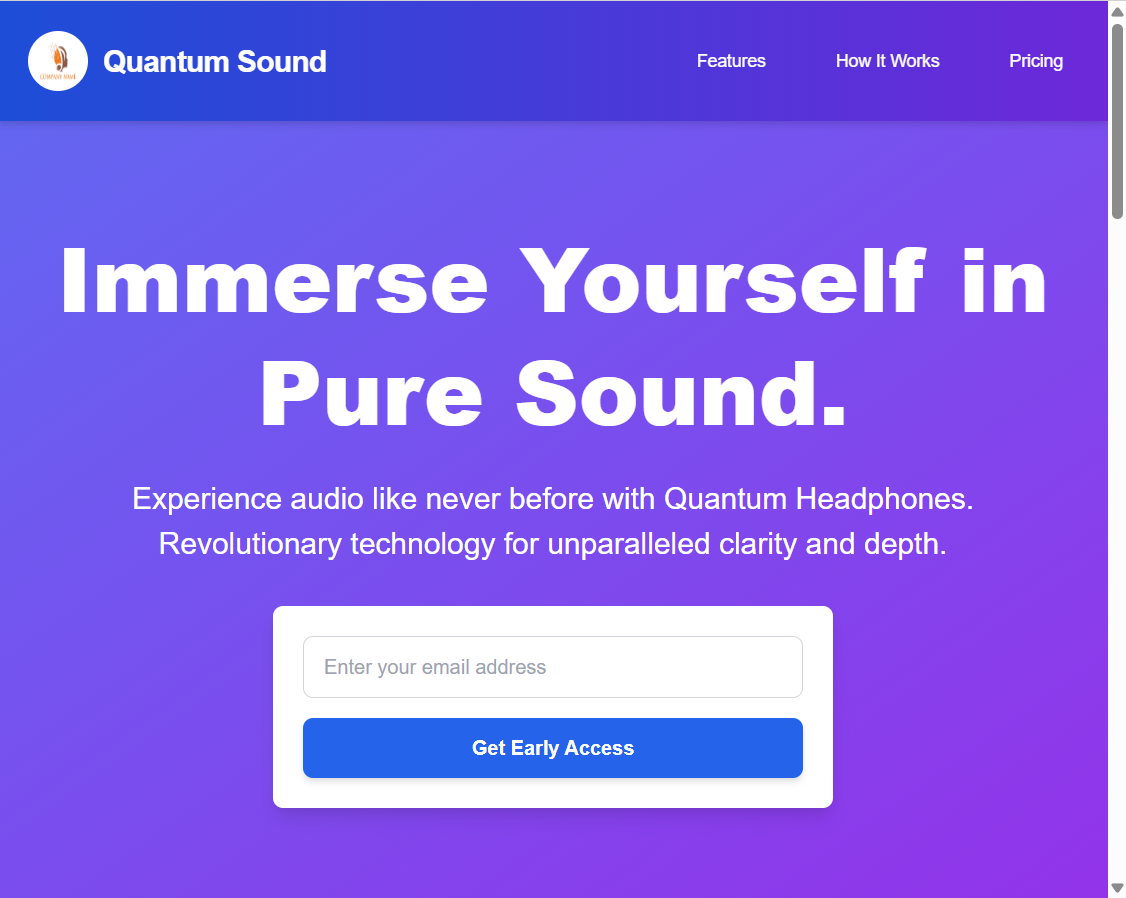 COMPANY NAME
Quantum Sound
Features
How It Works
Pricing
Immerse Yourself in
Pure Sound.
Experience audio like never before with Quantum Headphones.
Revolutionary technology for unparalleled clarity and depth.
Enter your email address
Get Early Access